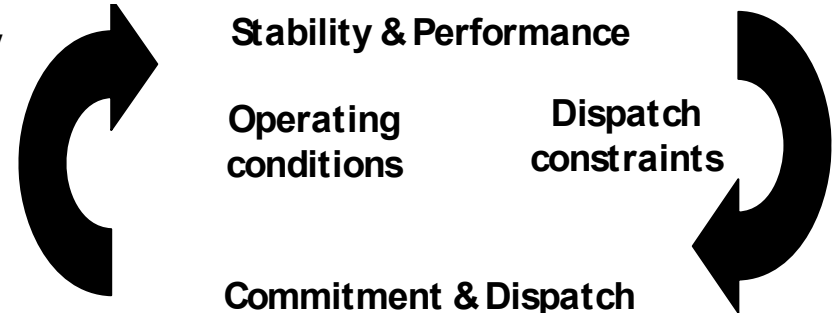 Stability & Performance
Operating
conditions
Dispatch
constraints
Commitment & Dispatch